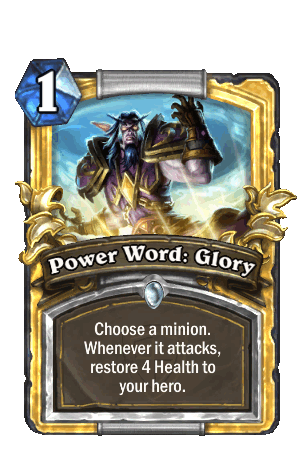 1
Power Word: Glory
Choose a minion.
Whenever it attacks,
restore 4 Health to
your hero.